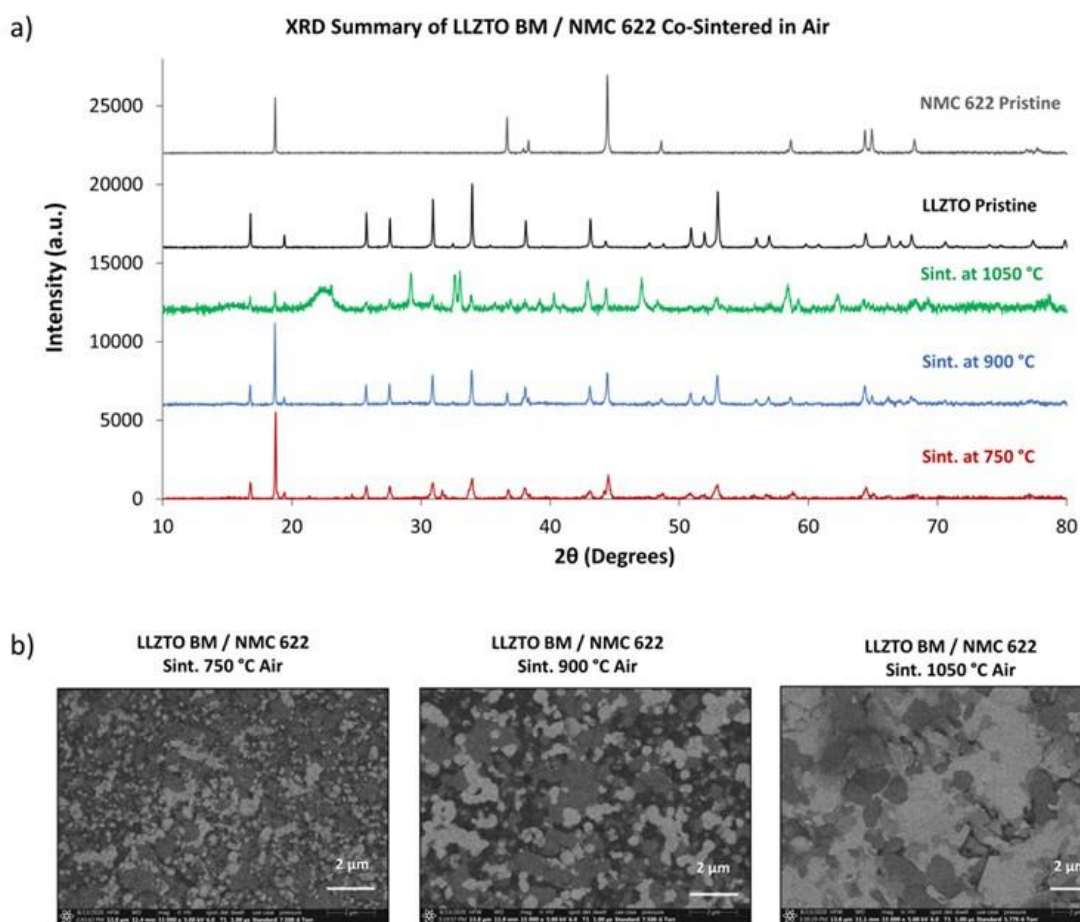 a)
XRD Summary of LLZTO BM / NMC 622 Co-Sintered in Air
Intensity (a.u.)
25000
20000
15000
10000
5000
0
NMC 622 Pristine
LLZTO Pristine
Sint. at 1050 °C
Sint. at 900 °C
Sint. at 750 °C
10 20 30 40 50 60 70 80
2θ (Degrees)
b)
LLZTO BM / NMC 622
Sint. 750 °C Air
LLZTO BM / NMC 622
Sint. 900 °C Air
LLZTO BM / NMC 622
Sint. 1050 °C Air
2 µm
2 µm
2 µm